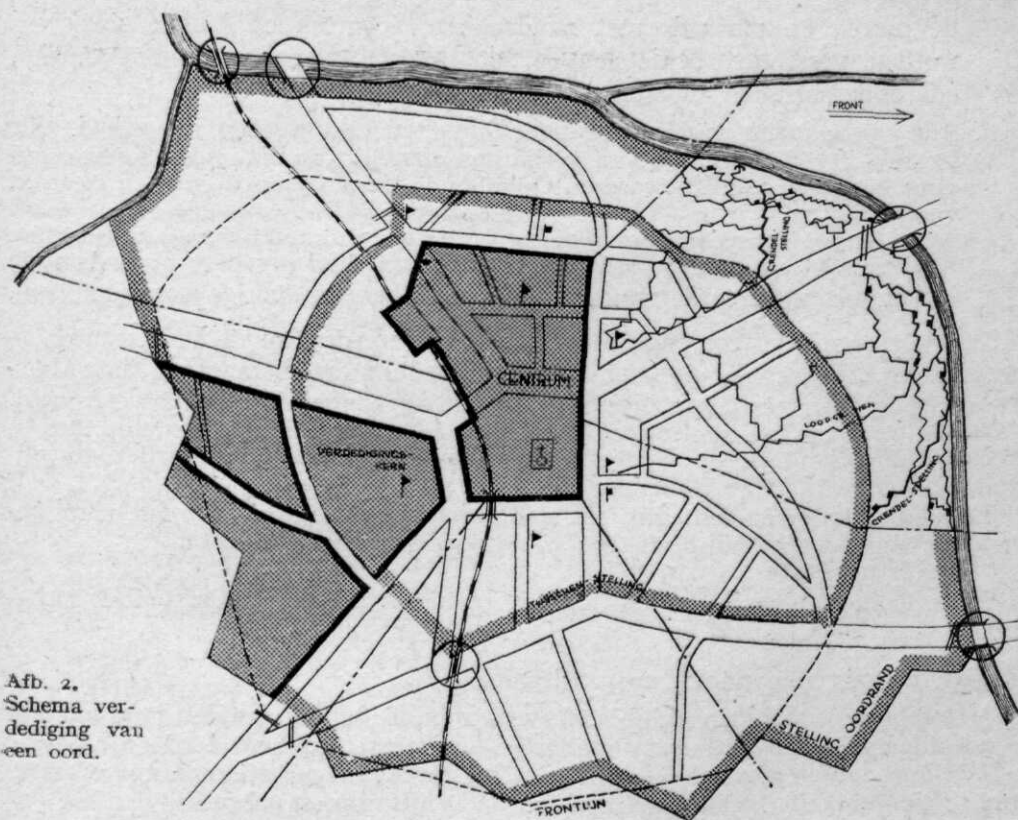 FRONT
GRENDEL-
STELLING
CENTRUM
LOOPGRAVEN
VERDEDIGINGS-
KERN
GRENDEL-STELLING
TUSSCHEN-STELLING
STELLING OORDRAND
FRONTLIJN
Afb. 2.
Schema ver-
dediging van
een oord.